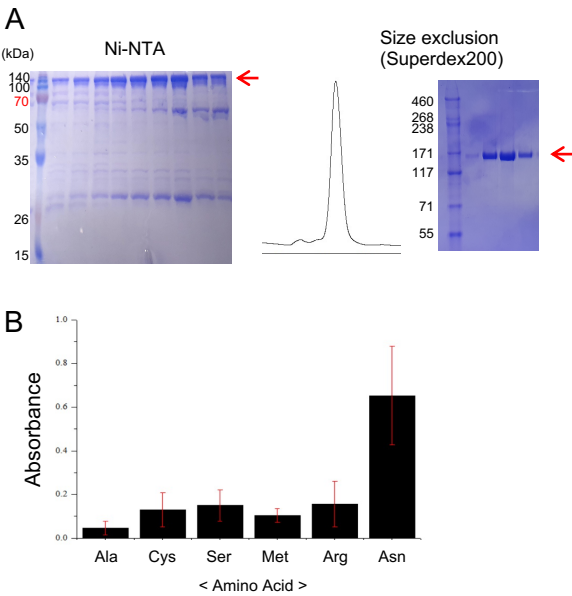 A
(kDa)
Ni-NTA
Size exclusion
(Superdex200)
140
100
70
50
35
26
15
460
268
238
171
117
71
55
B
Absorbance
1.0
0.8
0.6
0.4
0.2
0.0
Ala Cys Ser Met Arg Asn
< Amino Acid >